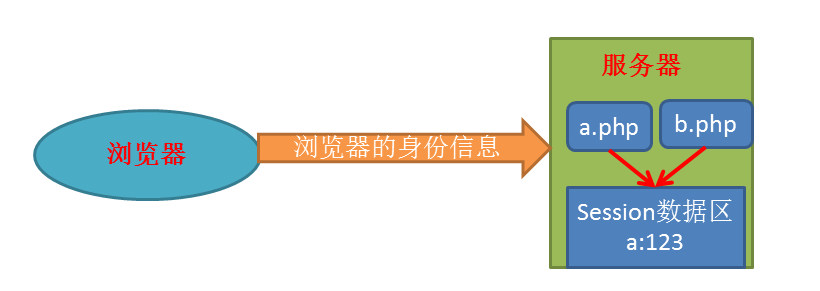 服务器
a.php
b.php
浏览器
浏览器的身份信息
Session数据区
a:123